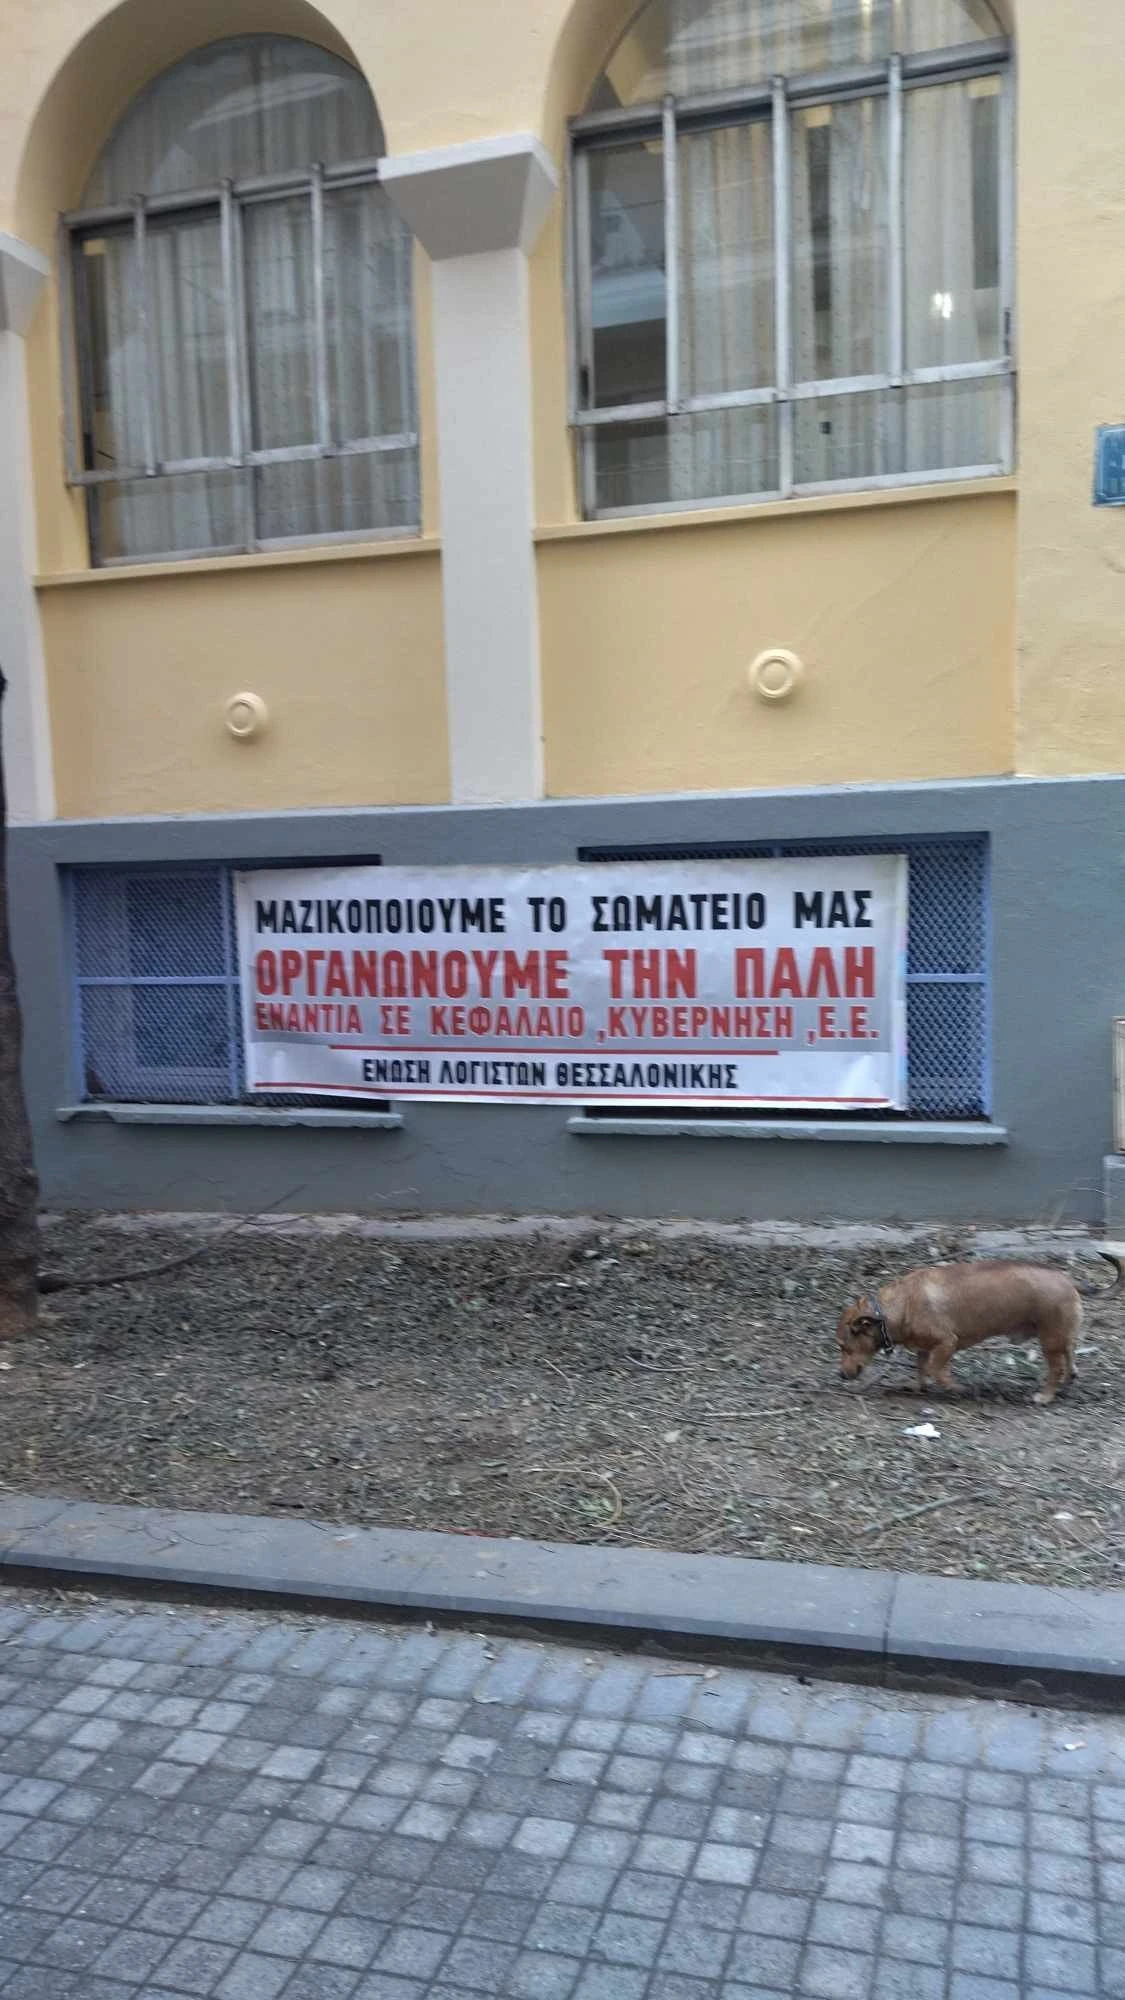 ΜΑΖΙΚΟΠΟΙΟΥΜΕ ΤΟ ΣΩΜΑΤΕΙΟ ΜΑΣ
ΟΡΓΑΝΩΝΟΥΜΕ ΤΗΝ ΠΑΛΗ
ΕΝΑΝΤΙΑ ΣΕ ΚΕΦΑΛΑΙΟ ,ΚΥΒΕΡΝΗΣΗ ,Ε.Ε.
ΕΝΩΣΗ ΛΟΓΙΣΤΩΝ ΘΕΣΣΑΛΟΝΙΚΗΣ